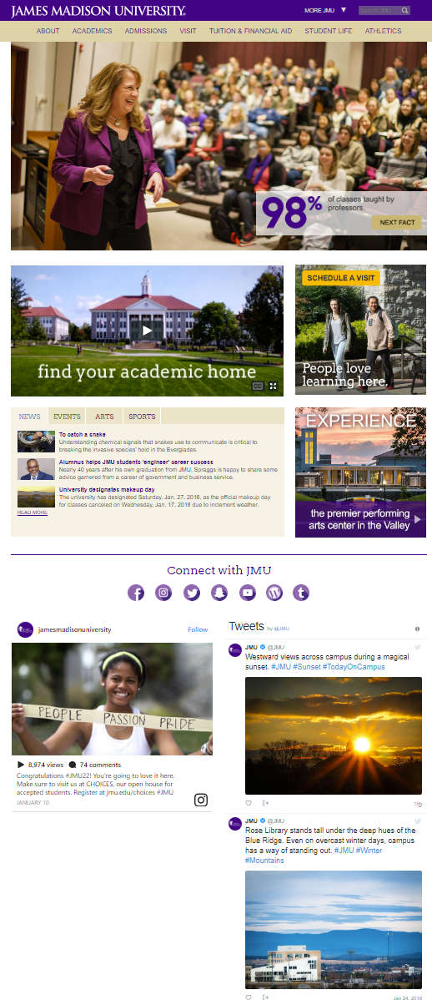 JAMES MADISON UNIVERSITY.
MORE JMU
Search JMU
ABOUT ACADEMICS ADMISSIONS VISIT TUITION & FINANCIAL AID STUDENT LIFE ATHLETICS
98% of classes taught by
professors.
NEXT FACT
find your academic home
CC
SCHEDULE A VISIT
People love
learning here.
NEWS EVENTS ARTS SPORTS
To catch a snake
Understanding chemical signals that snakes use to communicate is critical to
breaking the invasive species' hold in the Everglades.
Alumnus helps JMU students 'engineer' career success
Nearly 40 years after his own graduation from JMU, Spraggs is happy to share some
advice garnered from a career of government and business service.
University designates makeup day
The university has designated Saturday, Jan. 27, 2018, as the official makeup day
for classes canceled on Wednesday, Jan. 17, 2018 due to inclement weather.
READ MORE
EXPERIENCE
the premier performing
arts center in the Valley
Connect with JMU
jamesmadisonuniversity
Follow
PEOPLE PASSION PRIDE
8,974 views 74 comments
Congratulations #JMU22! You're going to love it here.
Make sure to visit us at CHOICES, our open house for
accepted students. Register at jmu.edu/choices #JMU
JANUARY 10
Tweets by @JMU
JMU @JMU
Westward views across campus during a magical
sunset. #JMU #Sunset #TodayOnCampus
15h
JMU @JMU
Rose Library stands tall under the deep hues of the
Blue Ridge. Even on overcast winter days, campus
has a way of standing out. #JMU #Winter
#Mountains
Jan 24, 2018